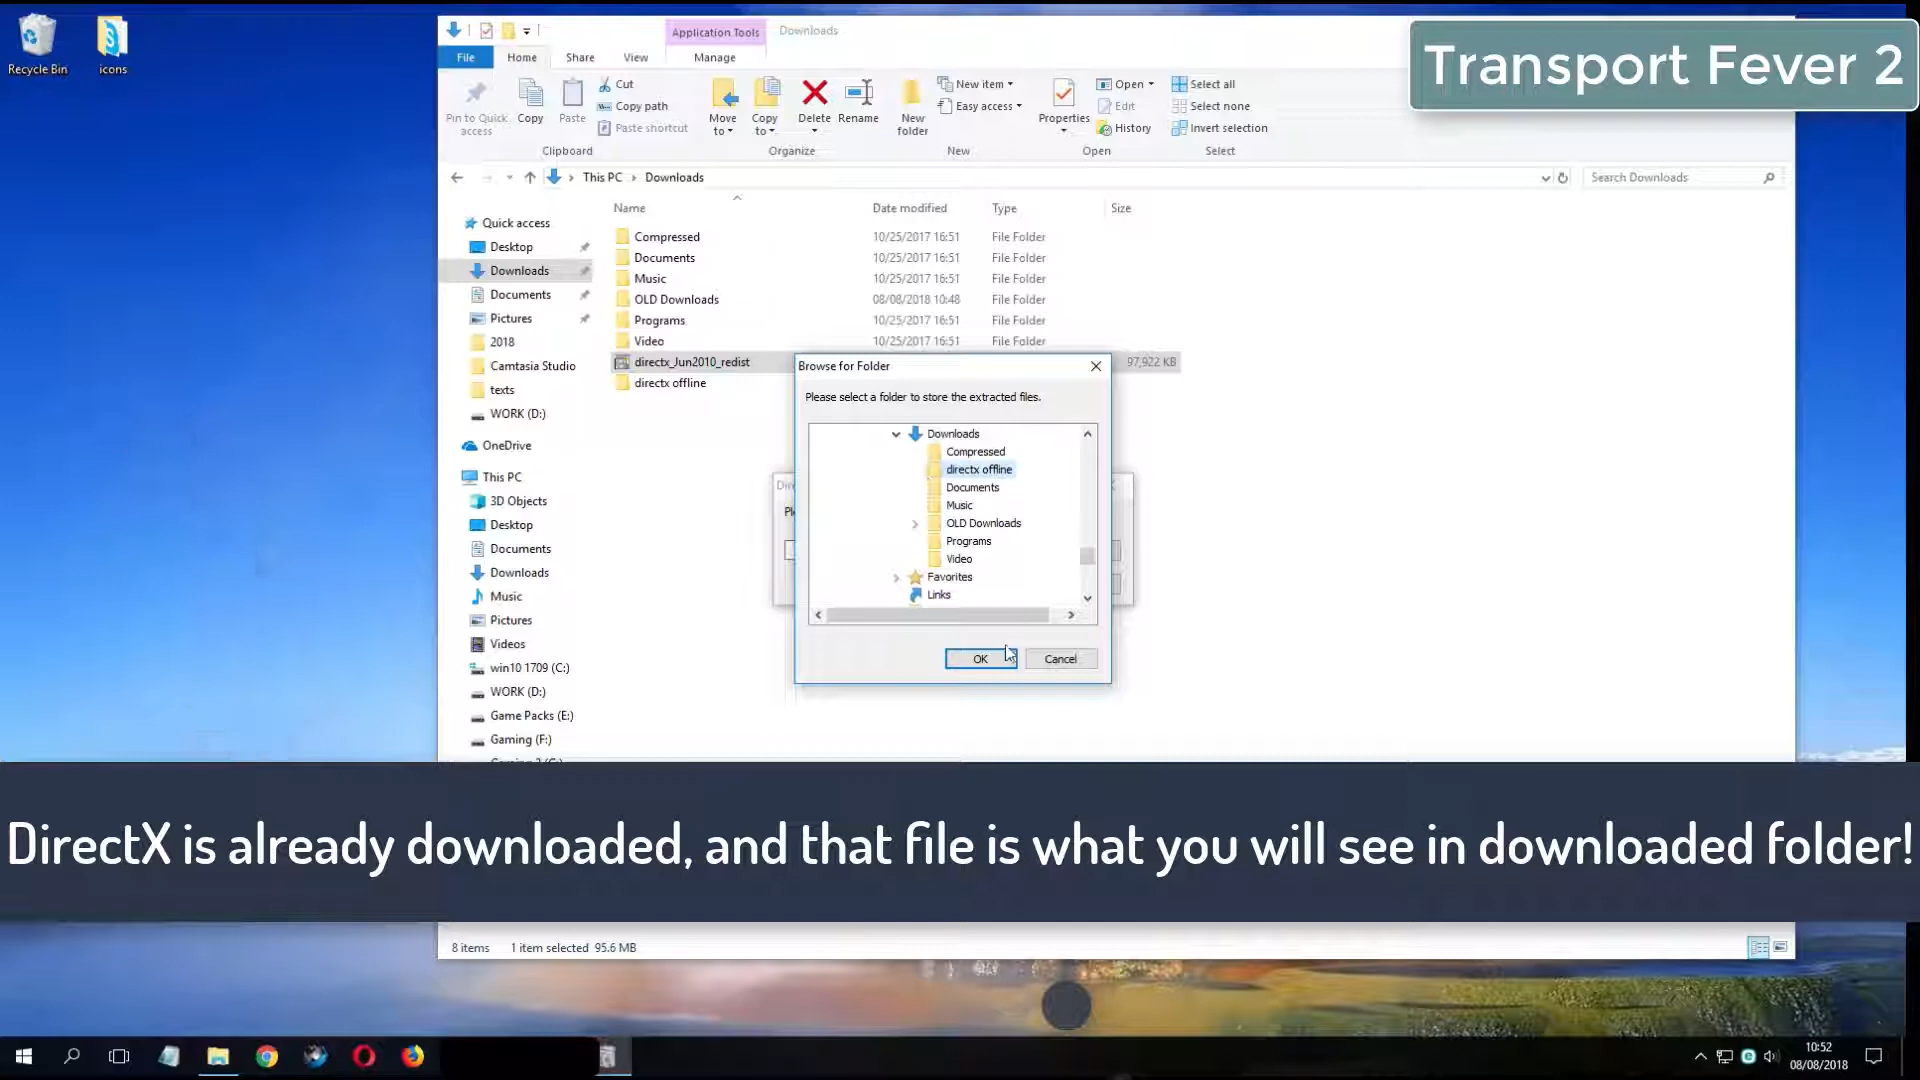 Recycle Bin
icons
Application Tools
Downloads
Transport Fever 2
File
Home
Share
View
Manage
Pin to Quick access
Copy
Paste
Cut
Copy path
Paste shortcut
Move to
Copy to
Delete
Rename
New folder
New item
Easy access
Properties
Open
Edit
History
Select all
Select none
Invert selection
Clipboard
Organize
New
Open
Select
This PC > Downloads
Search Downloads
Name
Date modified
Type
Size
Quick access
Desktop
Downloads
Documents
Pictures
2018
Camtasia Studio
texts
WORK (D:)
OneDrive
This PC
3D Objects
Desktop
Documents
Downloads
Music
Pictures
Videos
win10 1709 (C:)
WORK (D:)
Game Packs (E:)
Gaming (F:)
Compressed 10/25/2017 16:51 File Folder
Documents 10/25/2017 16:51 File Folder
Music 10/25/2017 16:51 File Folder
OLD Downloads 08/08/2018 10:48 File Folder
Programs 10/25/2017 16:51 File Folder
Video 10/25/2017 16:51 File Folder
directx_Jun2010_redist 97,922 KB
directx offline
Browse for Folder
Please select a folder to store the extracted files.
Downloads
Compressed
directx offline
Documents
Music
OLD Downloads
Programs
Video
Favorites
Links
OK
Cancel
DirectX is already downloaded, and that file is what you will see in downloaded folder!
8 items 1 item selected 95.6 MB
10:52
08/08/2018